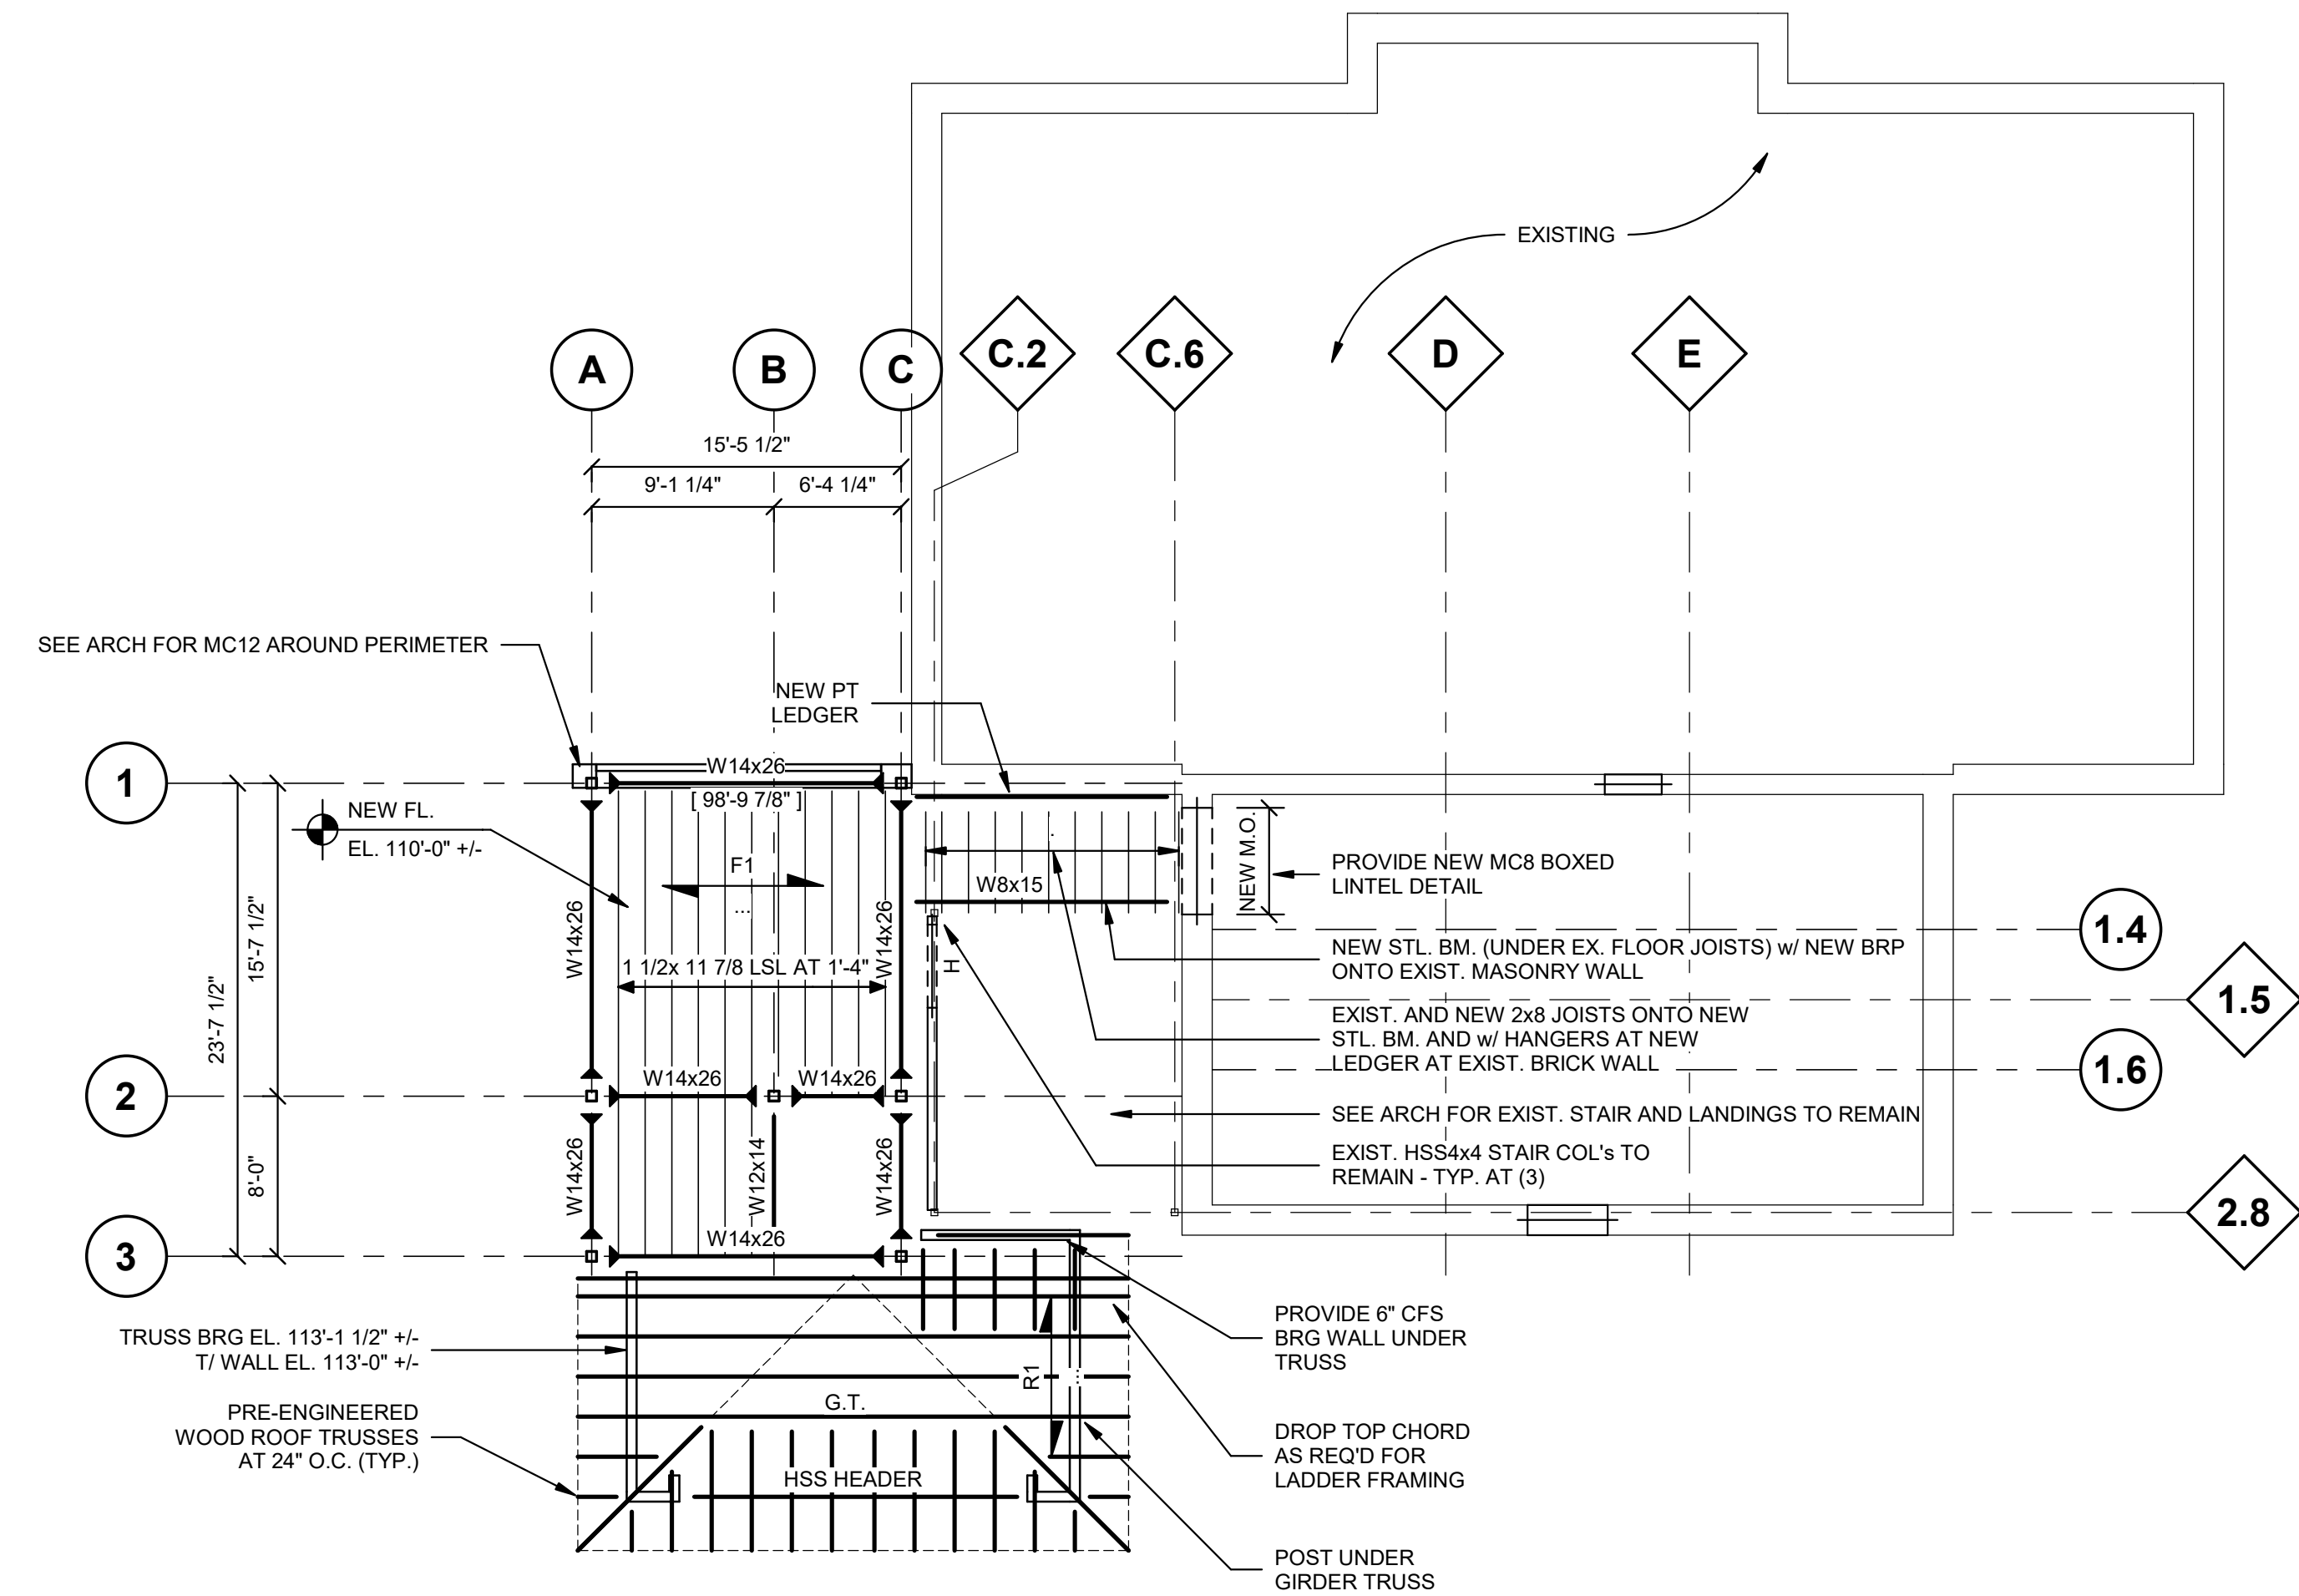 EXISTING
A
B
C
C.2
C.6
D
E
15'-5 1/2"
9'-1 1/4"
6'-4 1/4"
SEE ARCH FOR MC12 AROUND PERIMETER
NEW PT
LEDGER
1
W14x26
[ 98'-9 7/8" ]
NEW FL.
EL. 110'-0" +/-
F1
...
.
W8x15
NEW M.O.
PROVIDE NEW MC8 BOXED
LINTEL DETAIL
W14x26
W14x26
1 1/2x 11 7/8 LSL AT 1'-4"
H
23'-7 1/2"
15'-7 1/2"
NEW STL. BM. (UNDER EX. FLOOR JOISTS) w/ NEW BRP
ONTO EXIST. MASONRY WALL
1.4
1.5
EXIST. AND NEW 2x8 JOISTS ONTO NEW
STL. BM. AND w/ HANGERS AT NEW
LEDGER AT EXIST. BRICK WALL
1.6
2
W14x26
W14x26
SEE ARCH FOR EXIST. STAIR AND LANDINGS TO REMAIN
EXIST. HSS4x4 STAIR COL's TO
REMAIN - TYP. AT (3)
8'-0"
W14x26
W12x14
W14x26
2.8
3
W14x26
TRUSS BRG EL. 113'-1 1/2" +/-
T/ WALL EL. 113'-0" +/-
PROVIDE 6" CFS
BRG WALL UNDER
TRUSS
R1
...
G.T.
PRE-ENGINEERED
WOOD ROOF TRUSSES
AT 24" O.C. (TYP.)
DROP TOP CHORD
AS REQ'D FOR
LADDER FRAMING
HSS HEADER
POST UNDER
GIRDER TRUSS